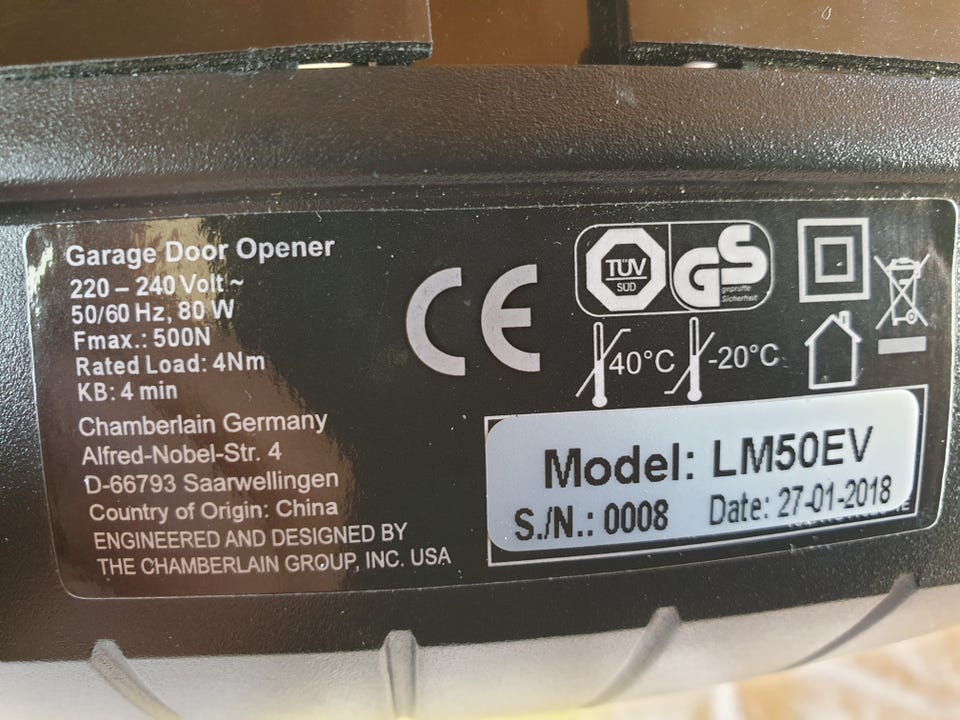 Garage Door Opener
220 – 240 Volt ~
50/60 Hz, 80 W
Fmax.: 500N
Rated Load: 4Nm
KB: 4 min
Chamberlain Germany
Alfred-Nobel-Str. 4
D-66793 Saarwellingen
Country of Origin: China
ENGINEERED AND DESIGNED BY
THE CHAMBERLAIN GROUP, INC. USA
CE
TÜV
SÜD
GS
geprüfte
Sicherheit
40°C
-20°C
Model: LM50EV
S./N.: 0008 Date: 27-01-2018